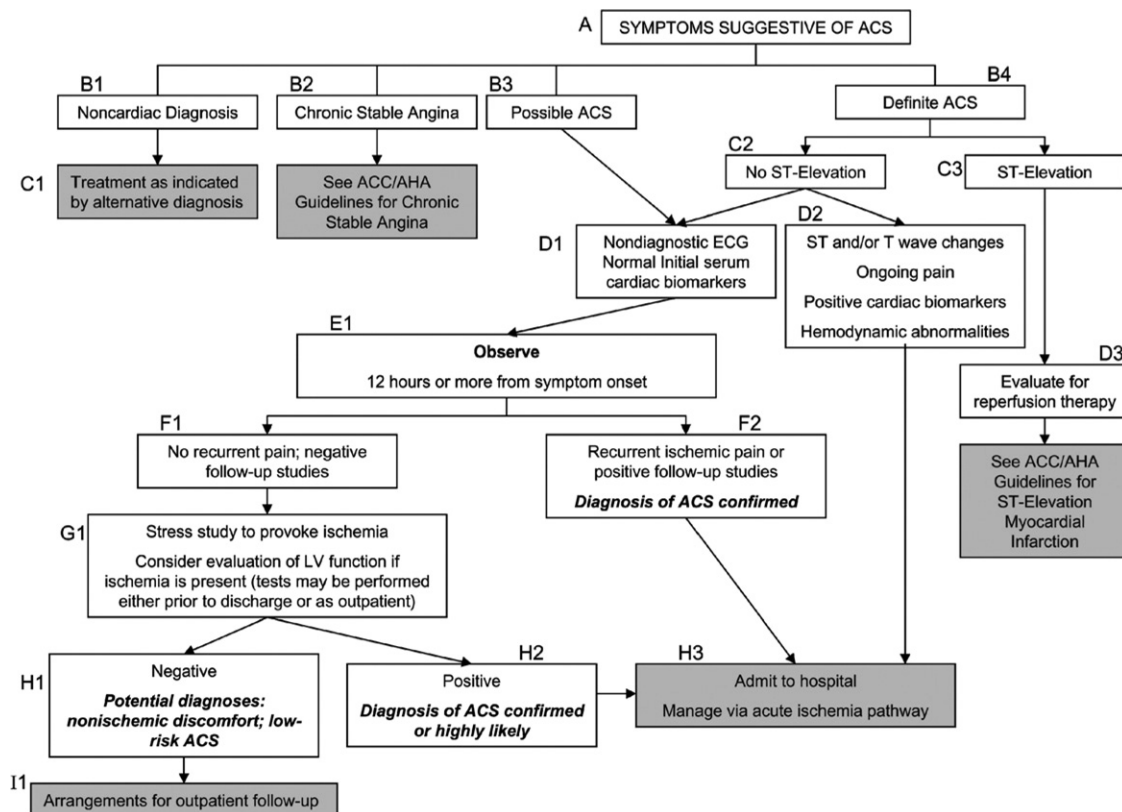 A
SYMPTOMS SUGGESTIVE OF ACS
B1
Noncardiac Diagnosis
B2
Chronic Stable Angina
B3
Possible ACS
B4
Definite ACS
C1
Treatment as indicated
by alternative diagnosis
See ACC/AHA
Guidelines for Chronic
Stable Angina
C2
No ST-Elevation
C3
ST-Elevation
D1
Nondiagnostic ECG
Normal Initial serum
cardiac biomarkers
D2
ST and/or T wave changes
Ongoing pain
Positive cardiac biomarkers
Hemodynamic abnormalities
D3
Evaluate for
reperfusion therapy
See ACC/AHA
Guidelines for
ST-Elevation
Myocardial
Infarction
E1
Observe
12 hours or more from symptom onset
F1
No recurrent pain; negative
follow-up studies
F2
Recurrent ischemic pain or
positive follow-up studies
Diagnosis of ACS confirmed
G1
Stress study to provoke ischemia
Consider evaluation of LV function if
ischemia is present (tests may be performed
either prior to discharge or as outpatient)
H1
Negative
Potential diagnoses:
nonischemic discomfort; low-
risk ACS
H2
Positive
Diagnosis of ACS confirmed
or highly likely
H3
Admit to hospital
Manage via acute ischemia pathway
I1
Arrangements for outpatient follow-up